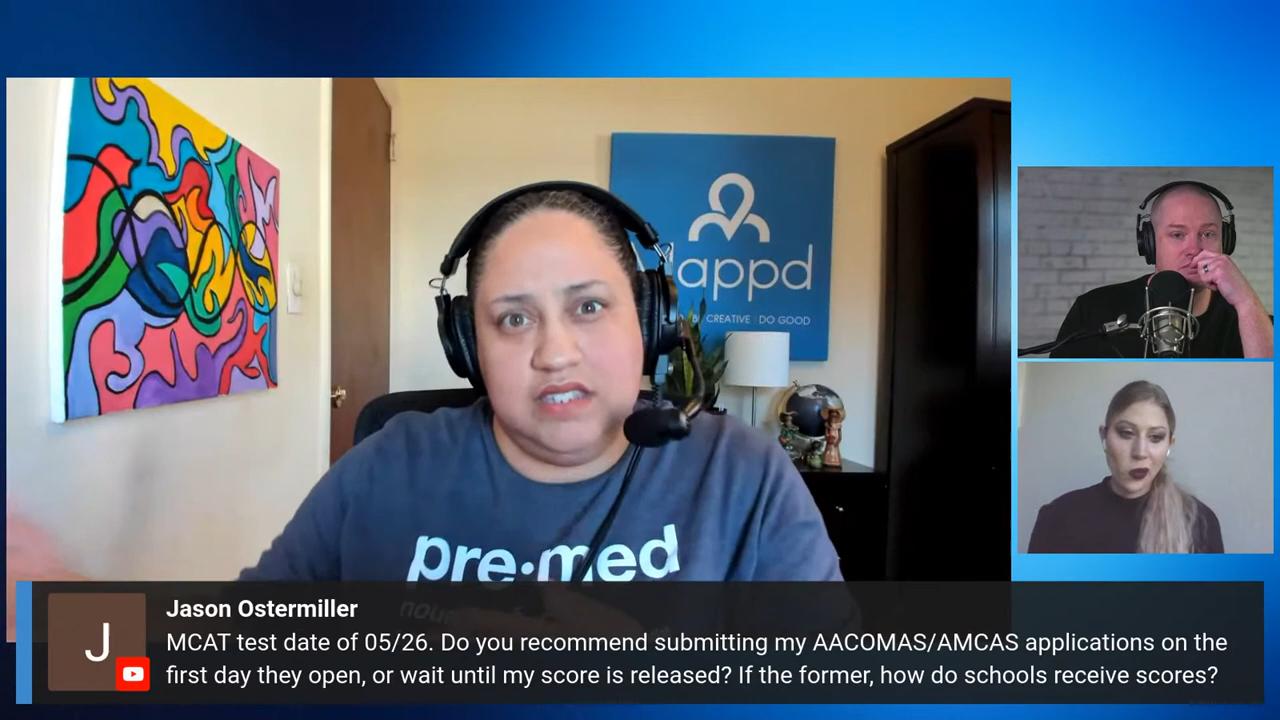 appd
CREATIVE | DO GOOD
pre·med
noun
J
Jason Ostermiller
MCAT test date of 05/26. Do you recommend submitting my AACOMAS/AMCAS applications on the
first day they open, or wait until my score is released? If the former, how do schools receive scores?